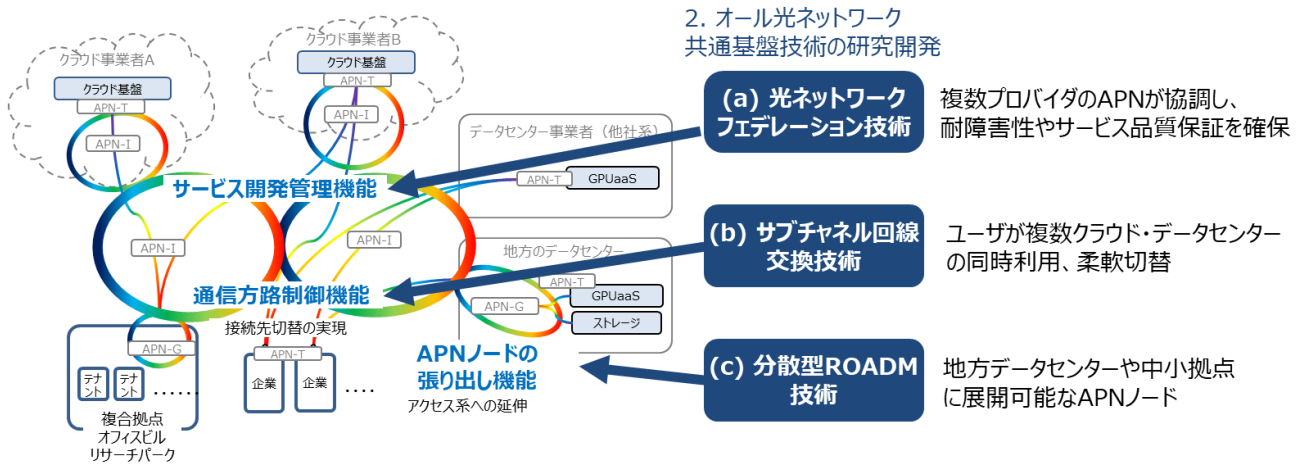 2. オール光ネットワーク
共通基盤技術の研究開発
クラウド事業者A
クラウド基盤
APN-T
APN-I
クラウド事業者B
クラウド基盤
APN-T
APN-I
データセンター事業者（他社系）
APN-T
GPUaaS
サービス開発管理機能
APN-I
APN-I
通信方路制御機能
接続先切替の実現
地方のデータセンター
APN-T
APN-G
GPUaaS
ストレージ
APNノードの
張り出し機能
アクセス系への延伸
APN-G
テナ
ント
テナ
ント
......
複合拠点
オフィスビル
リサーチパーク
APN-T
企業
企業
....
(a) 光ネットワーク
フェデレーション技術
複数プロバイダのAPNが協調し、
耐障害性やサービス品質保証を確保
(b) サブチャネル回線
交換技術
ユーザが複数クラウド・データセンター
の同時利用、柔軟切替
(c) 分散型ROADM
技術
地方データセンターや中小拠点
に展開可能なAPNノード